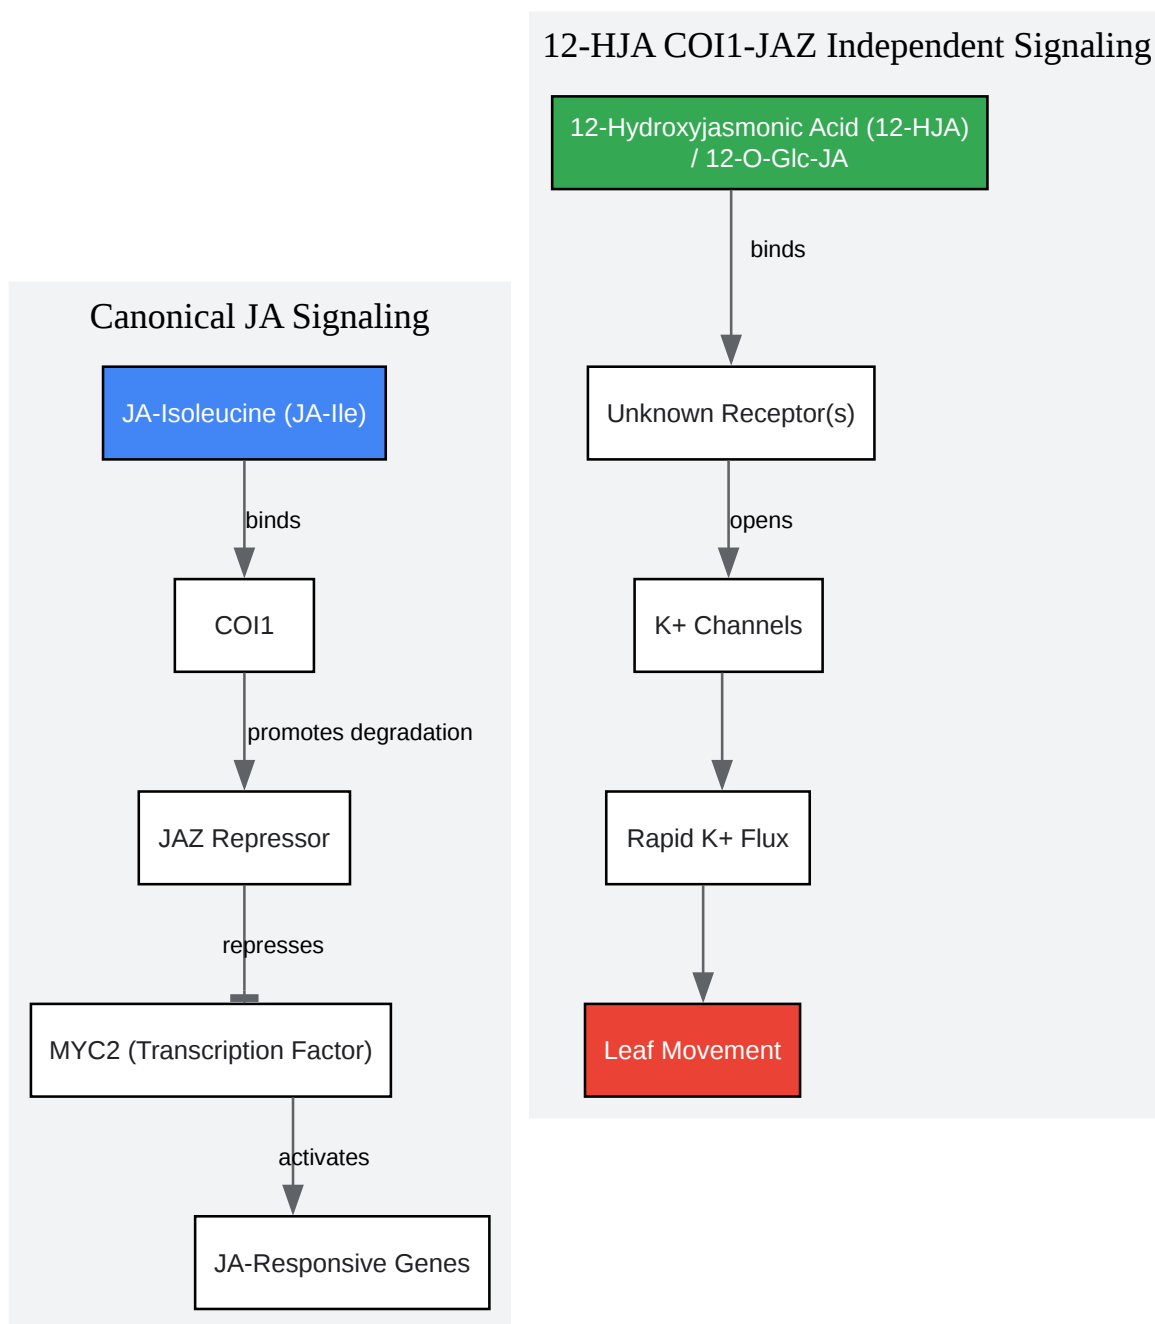 12-HJA COI1-JAZ Independent Signaling
12-Hydroxyjasmonic Acid (12-HJA)
/ 12-O-Glc-JA
binds
Unknown Receptor(s)
opens
K+ Channels
Rapid K+ Flux
Leaf Movement
Canonical JA Signaling
JA-Isoleucine (JA-Ile)
binds
COI1
promotes degradation
JAZ Repressor
represses
MYC2 (Transcription Factor)
activates
JA-Responsive Genes